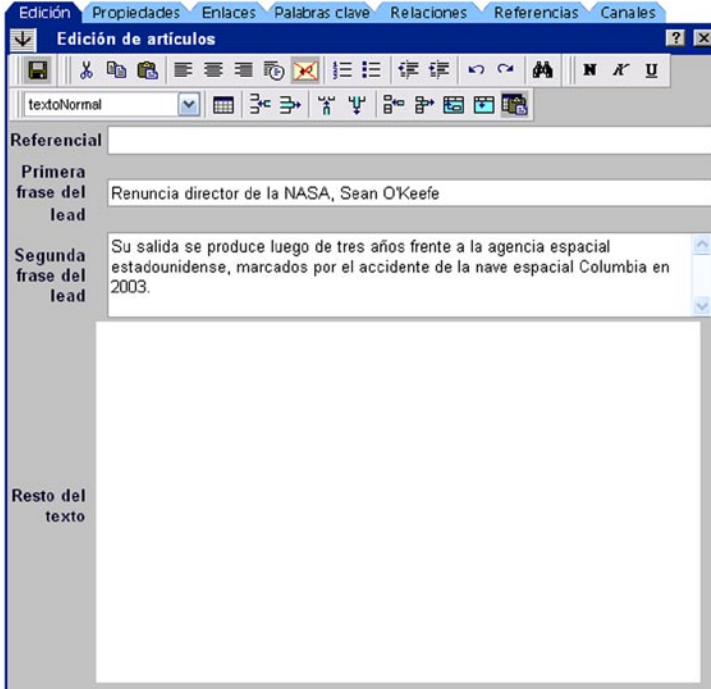 Edición Propiedades Enlaces Palabras clave Relaciones Referencias Canales
Edición de artículos ? X
N K U
textoNormal
Referencial
Primera
frase del
lead
Renuncia director de la NASA, Sean O'Keefe
Segunda
frase del
lead
Su salida se produce luego de tres años frente a la agencia espacial
estadounidense, marcados por el accidente de la nave espacial Columbia en
2003.
Resto del
texto